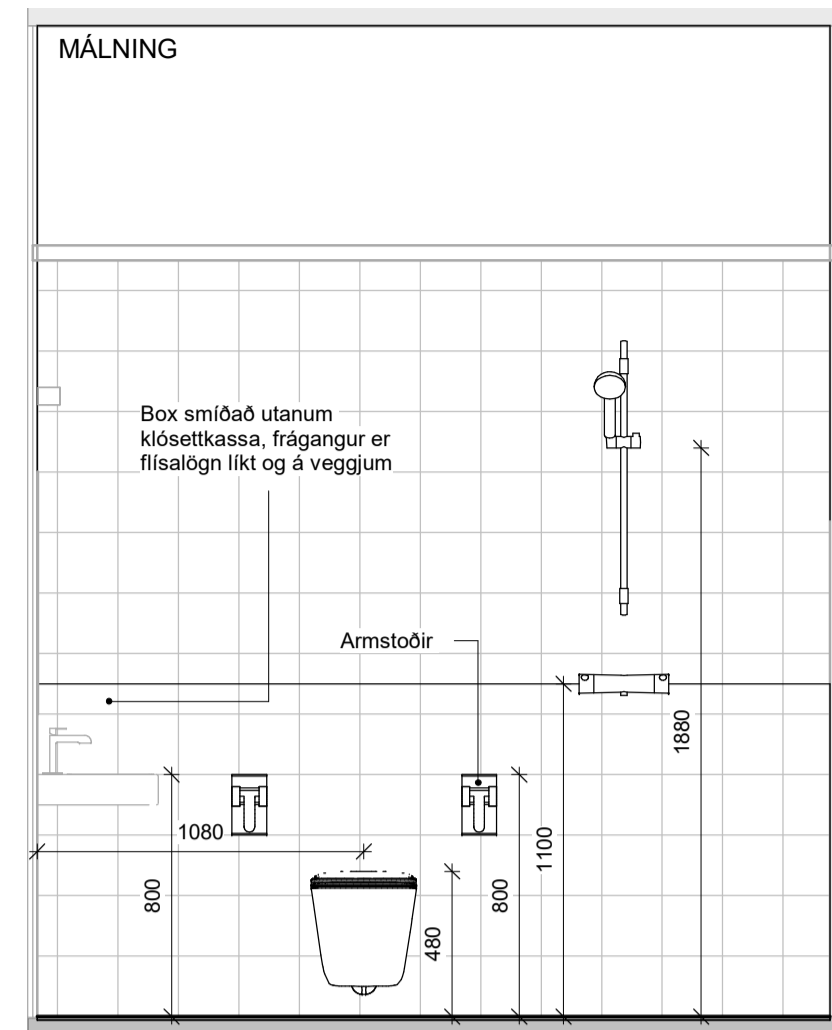 MÁLNING
Box smíðað utanum
klósettkassa, frágangur er
flísalögn líkt og á veggjum
Armstoðir
1880
1080
1100
800
800
480